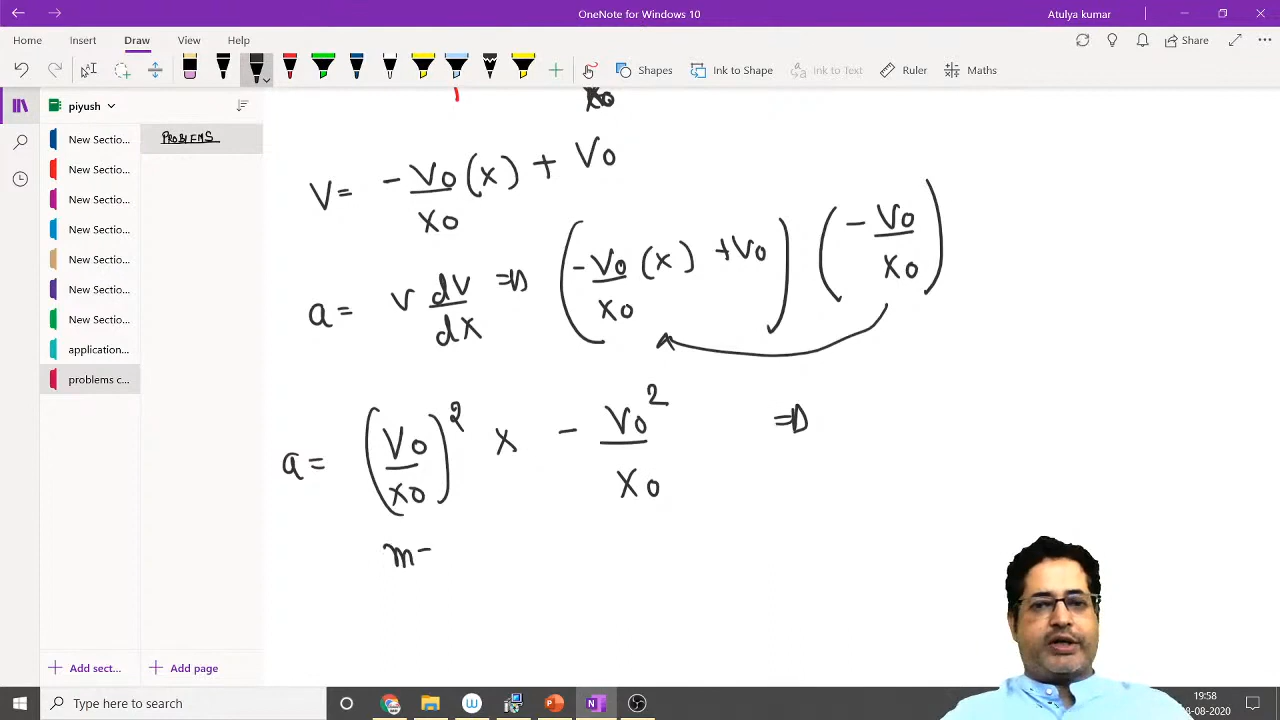 OneNote for Windows 10
Atulya kumar
Home Insert Draw View Help
Share
Shapes
Ink to Shape
Ink to Text
Ruler
Maths
piyush
PROBLEMS
New Sectio...
New Sectio...
New Sectio...
New Sectio...
New Sectio...
New Sectio...
New Sectio...
application...
problems c...
x0
V= -V0/x0 (x) + V0
a= v dv/dx ⇒ (-V0/x0 (x) +V0) (-V0/x0)
a= (V0/x0)² x - V0²/x0 ⇒
m-
Add sect...
Add page
Type here to search
19:58
-08-2020